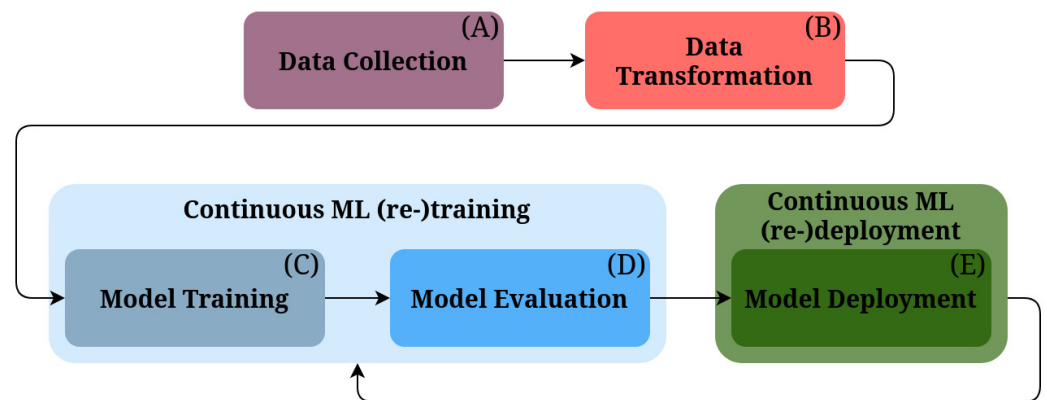 (A)
Data Collection
(B)
Data
Transformation
Continuous ML (re-)training
(C)
Model Training
(D)
Model Evaluation
Continuous ML
(re-)deployment
(E)
Model Deployment